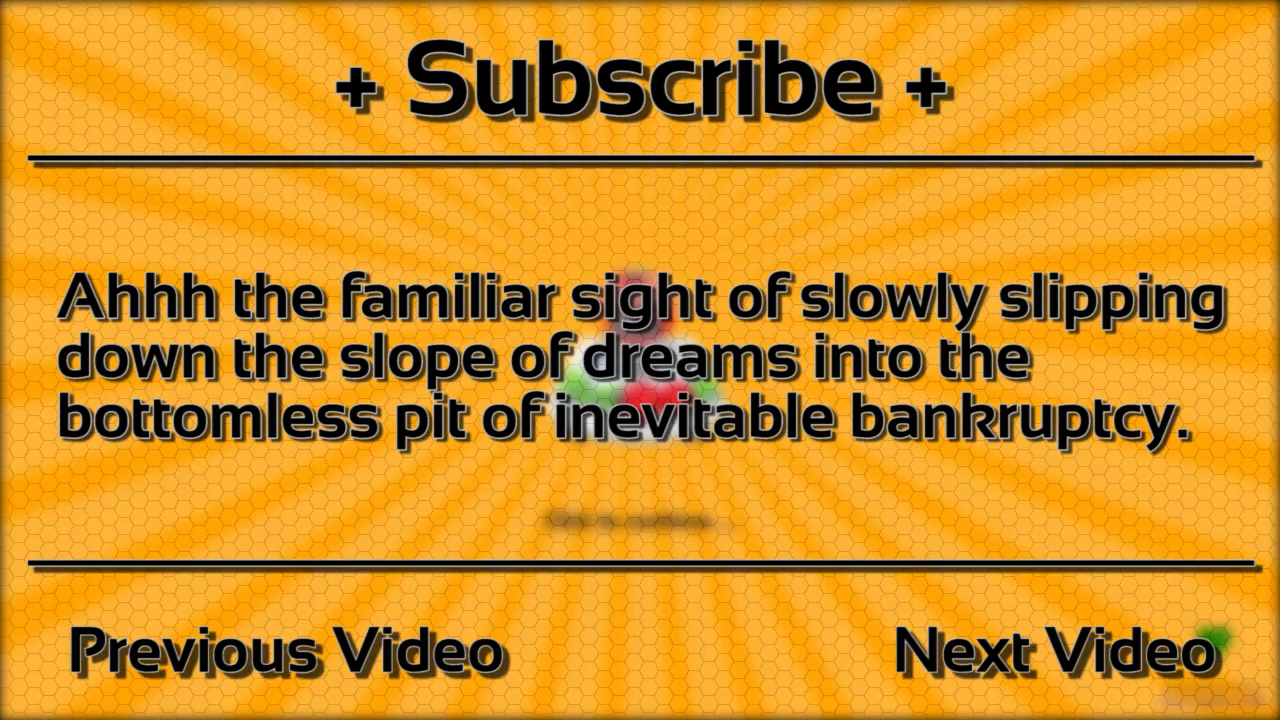 + Subscribe +
Ahhh the familiar sight of slowly slipping
down the slope of dreams into the
bottomless pit of inevitable bankruptcy.
Previous Video
Next Video